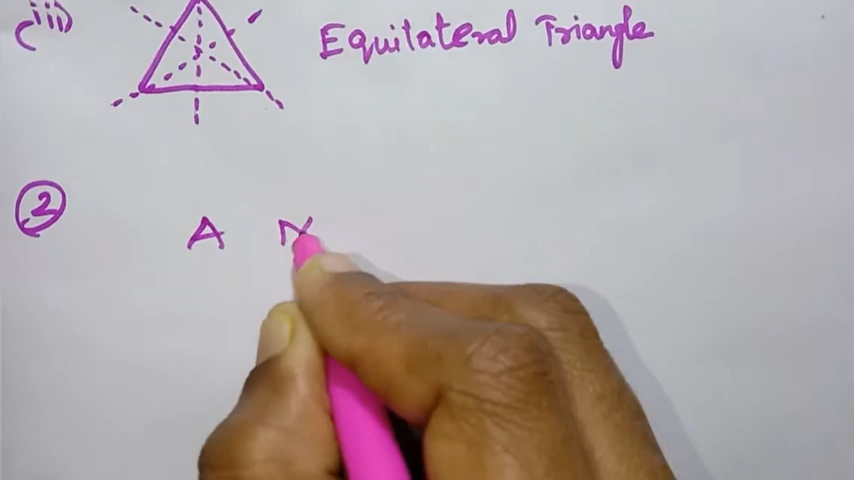 (iii) Equilateral Triangle
② A